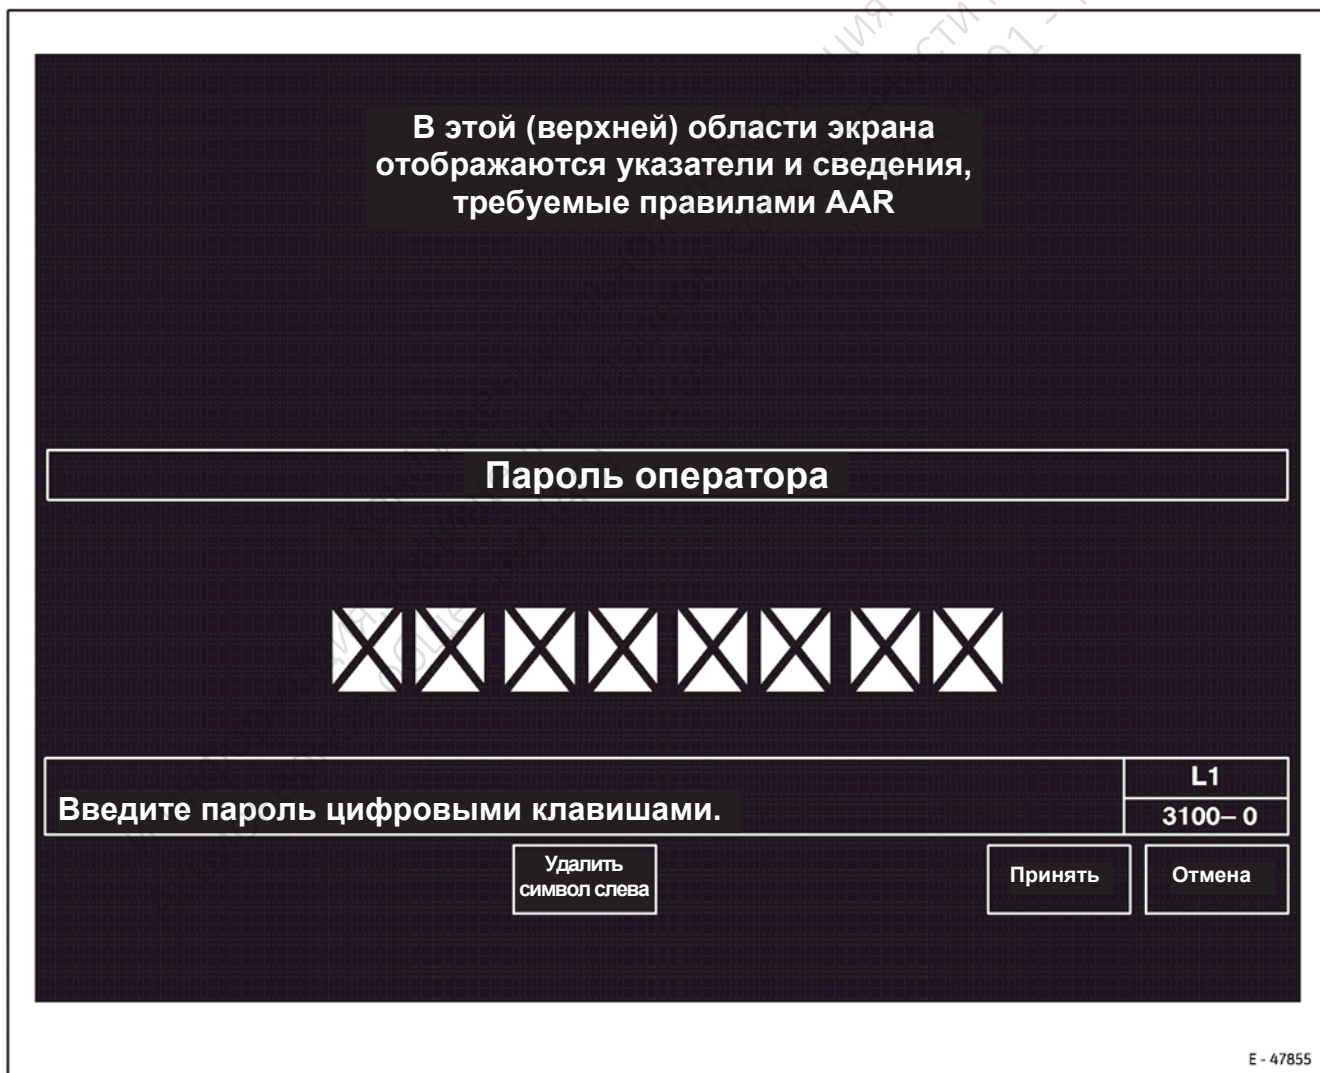 В этой (верхней) области экрана
отображаются указатели и сведения,
требуемые правилами AAR
Пароль оператора
L1
Введите пароль цифровыми клавишами.
3100– 0
Удалить
символ слева
Принять
Отмена
E - 47855